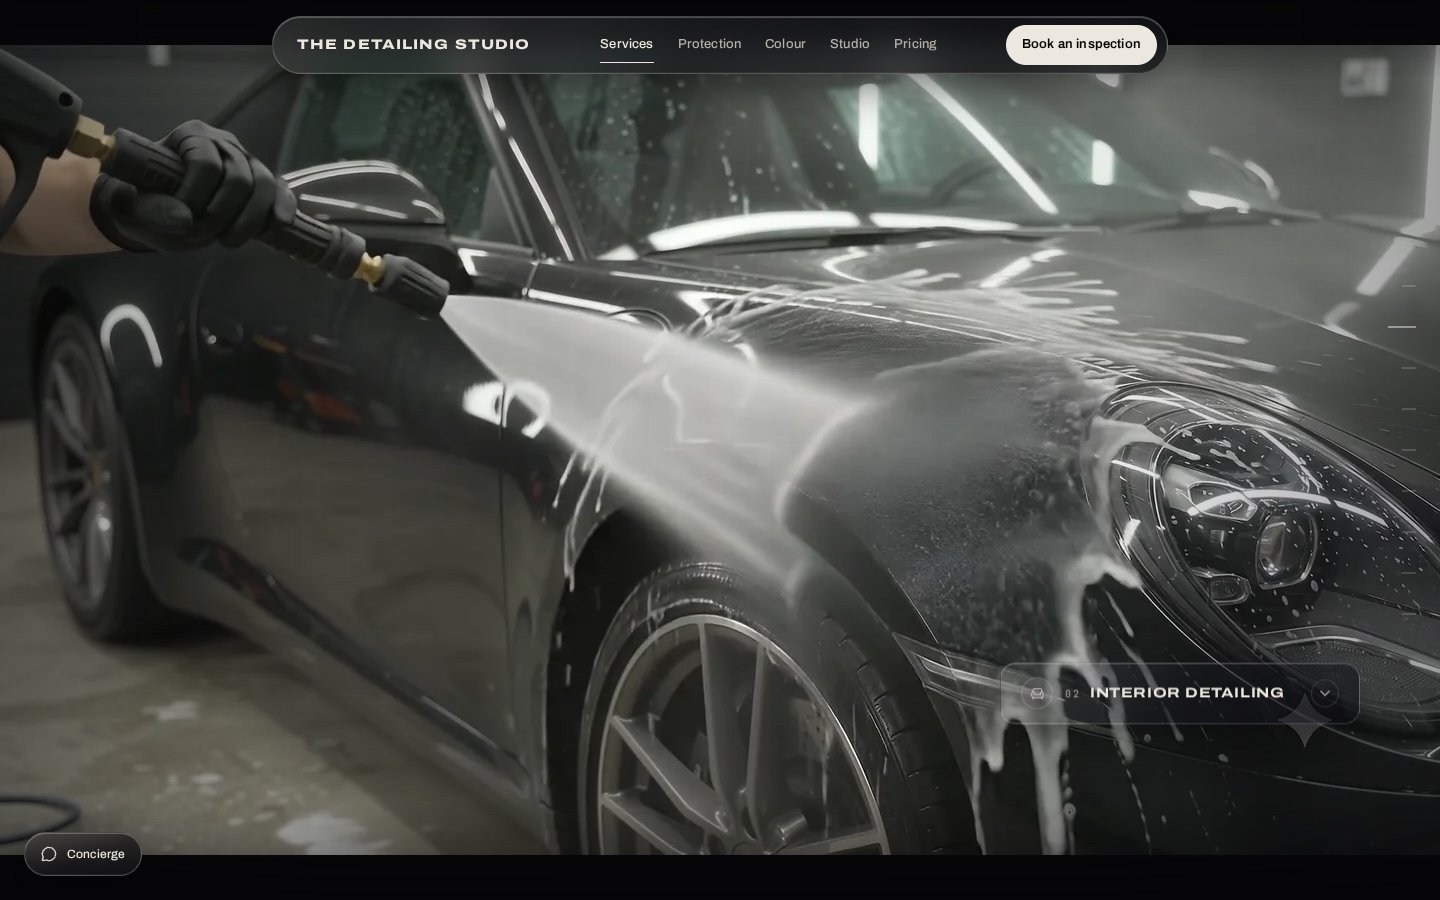 THE DETAILING STUDIO
Services
Protection
Colour
Studio
Pricing
Book an inspection
02 INTERIOR DETAILING
Concierge